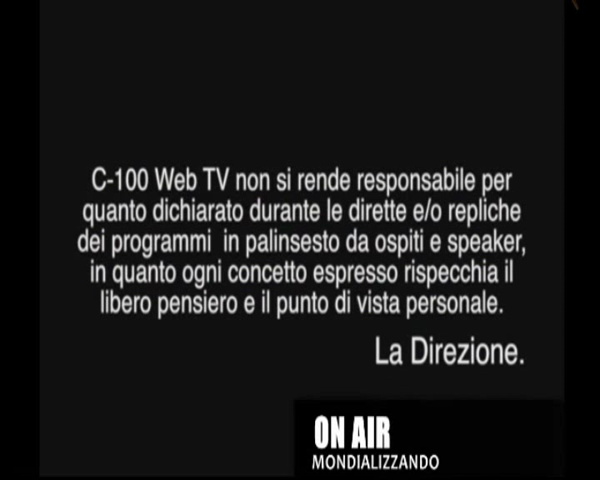 C-100 Web TV non si rende responsabile per
quanto dichiarato durante le dirette e/o repliche
dei programmi in palinsesto da ospiti e speaker,
in quanto ogni concetto espresso rispecchia il
libero pensiero e il punto di vista personale.
La Direzione.
ON AIR
MONDIALIZZANDO